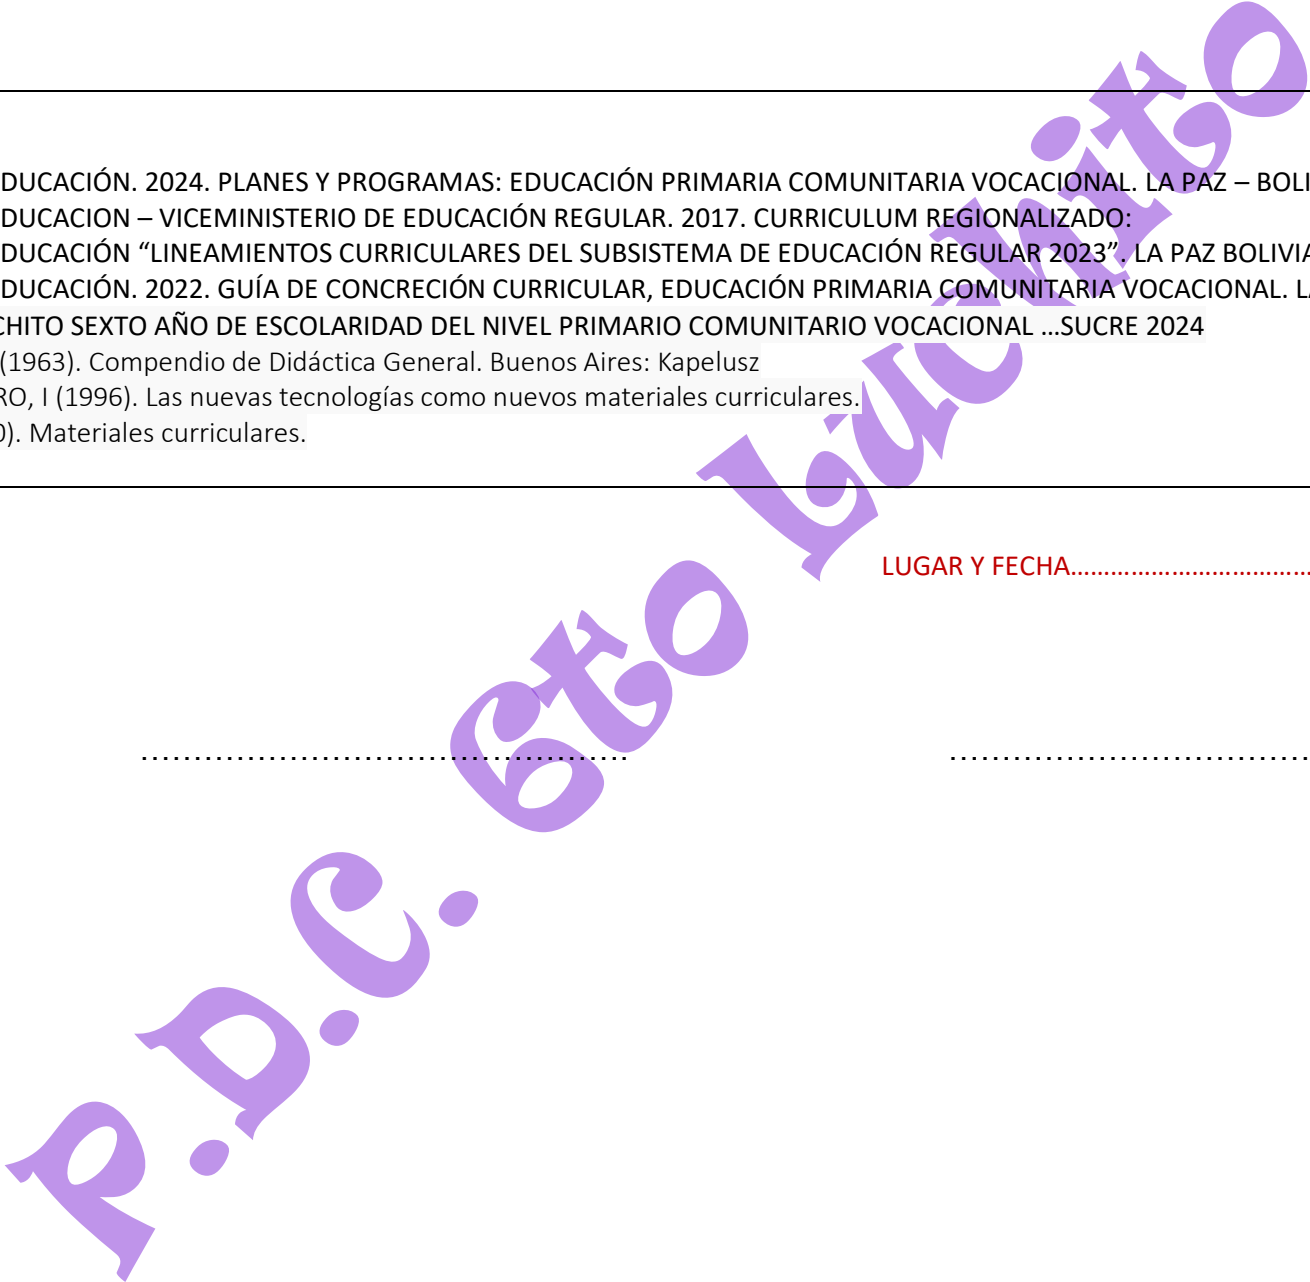 DUCACIÓN. 2024. PLANES Y PROGRAMAS: EDUCACIÓN PRIMARIA COMUNITARIA VOCACIONAL. LA PAZ – BOLI
DUCACION – VICEMINISTERIO DE EDUCACIÓN REGULAR. 2017. CURRICULUM REGIONALIZADO:
DUCACIÓN “LINEAMIENTOS CURRICULARES DEL SUBSISTEMA DE EDUCACIÓN REGULAR 2023”. LA PAZ BOLIVIA
DUCACIÓN. 2022. GUÍA DE CONCRECIÓN CURRICULAR, EDUCACIÓN PRIMARIA COMUNITARIA VOCACIONAL. LA
CHITO SEXTO AÑO DE ESCOLARIDAD DEL NIVEL PRIMARIO COMUNITARIO VOCACIONAL ...SUCRE 2024
(1963). Compendio de Didáctica General. Buenos Aires: Kapelusz
RO, I (1996). Las nuevas tecnologías como nuevos materiales curriculares.
0). Materiales curriculares.
LUGAR Y FECHA.......................................
................................................ ....................................
P.D.C. 6to Luchito